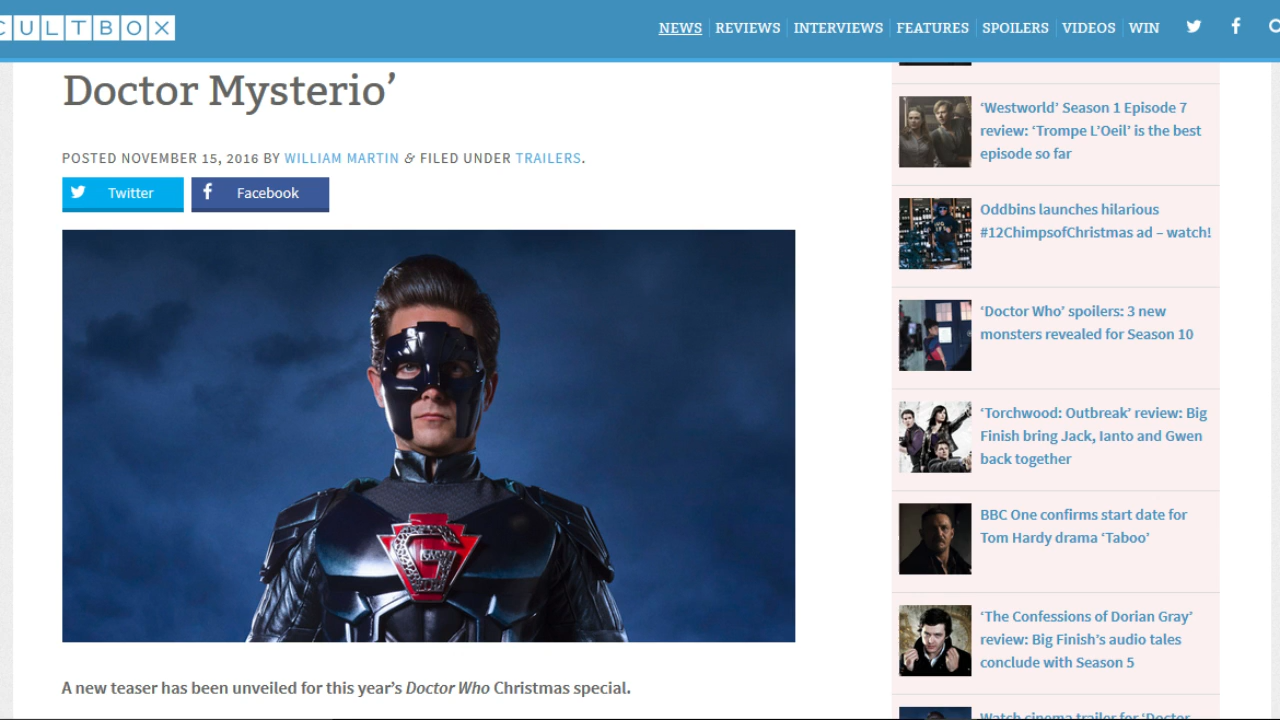 CULTBOX
NEWS REVIEWS INTERVIEWS FEATURES SPOILERS VIDEOS WIN
Doctor Mysterio’
POSTED NOVEMBER 15, 2016 BY WILLIAM MARTIN & FILED UNDER TRAILERS.
Twitter Facebook
G
A new teaser has been unveiled for this year’s Doctor Who Christmas special.
‘Westworld’ Season 1 Episode 7
review: ‘Trompe L’Oeil’ is the best
episode so far
Oddbins launches hilarious
#12ChimpsofChristmas ad – watch!
‘Doctor Who’ spoilers: 3 new
monsters revealed for Season 10
‘Torchwood: Outbreak’ review: Big
Finish bring Jack, Ianto and Gwen
back together
BBC One confirms start date for
Tom Hardy drama ‘Taboo’
‘The Confessions of Dorian Gray’
review: Big Finish’s audio tales
conclude with Season 5
Watch cinema trailer for ‘Doctor